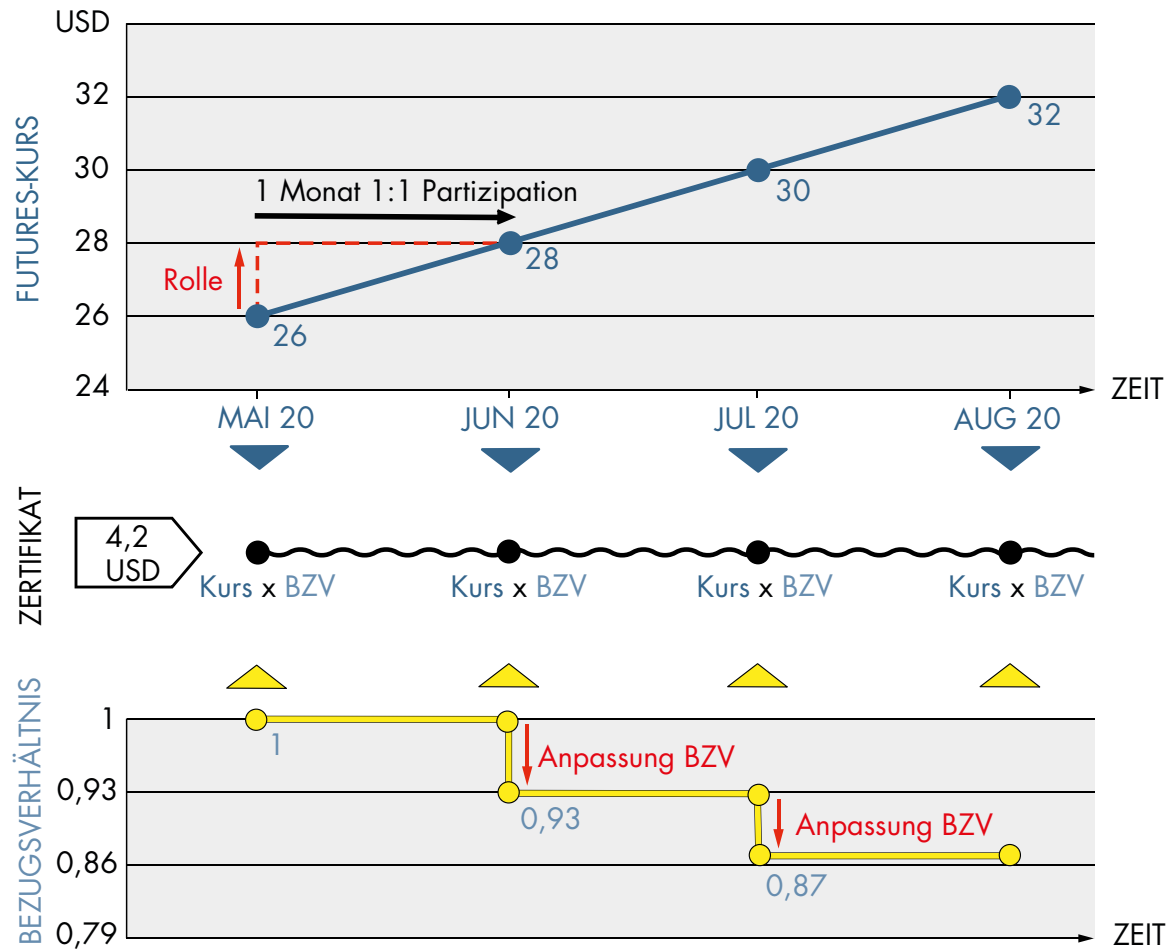 USD
FUTURES-KURS
32
30
28
26
24
1 Monat 1:1 Partizipation
Rolle
26
28
30
32
ZEIT
MAI 20
JUN 20
JUL 20
AUG 20
ZERTIFIKAT
4,2
USD
Kurs x BZV
Kurs x BZV
Kurs x BZV
Kurs x BZV
BEZUGSVERHÄLTNIS
1
0,93
0,86
0,79
1
Anpassung BZV
0,93
Anpassung BZV
0,87
ZEIT